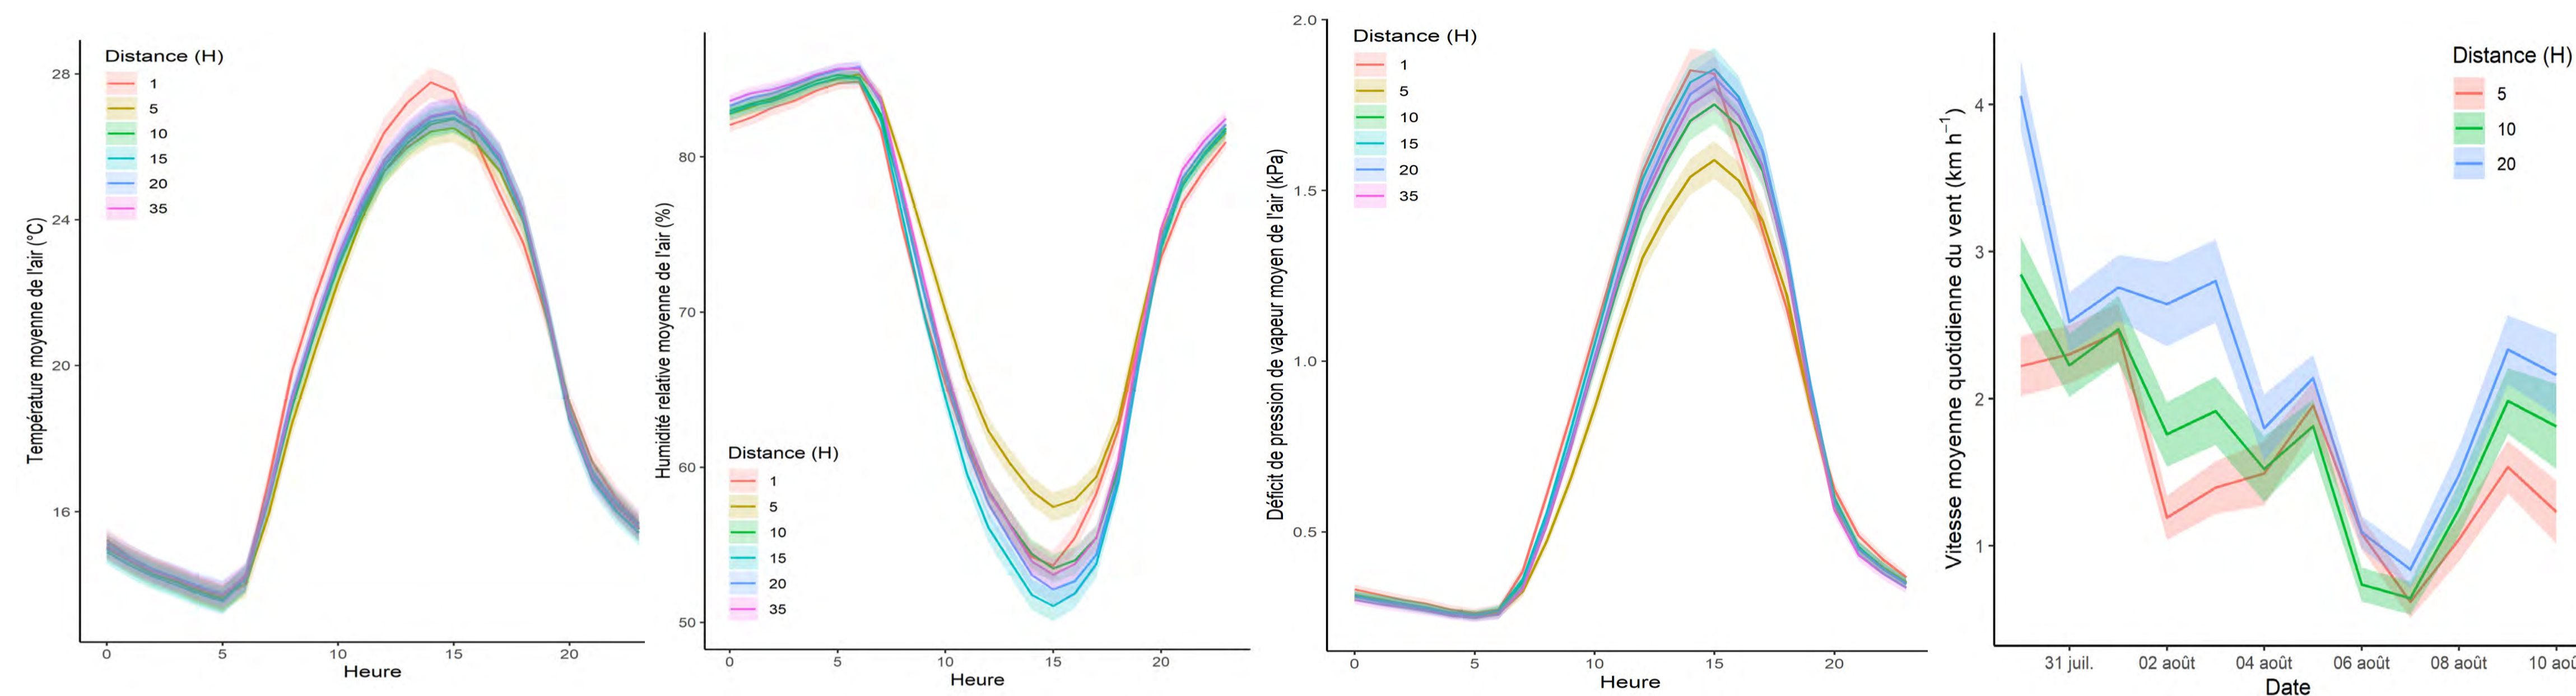 Distance (H)
1
5
10
15
20
35
28
24
20
16
Température moyenne de l'air (°C)
0
5
10
15
20
Heure
80
70
60
50
Humidité relative moyenne de l'air (%)
Distance (H)
1
5
10
15
20
35
0
5
10
15
20
Heure
2.0
1.5
1.0
0.5
Déficit de pression de vapeur moyen de l'air (kPa)
Distance (H)
1
5
10
15
20
35
0
5
10
15
20
Heure
4
3
2
1
Vitesse moyenne quotidienne du vent (km h⁻¹)
Distance (H)
5
10
20
31 juil.
02 août
04 août
06 août
08 août
10 aoû
Date